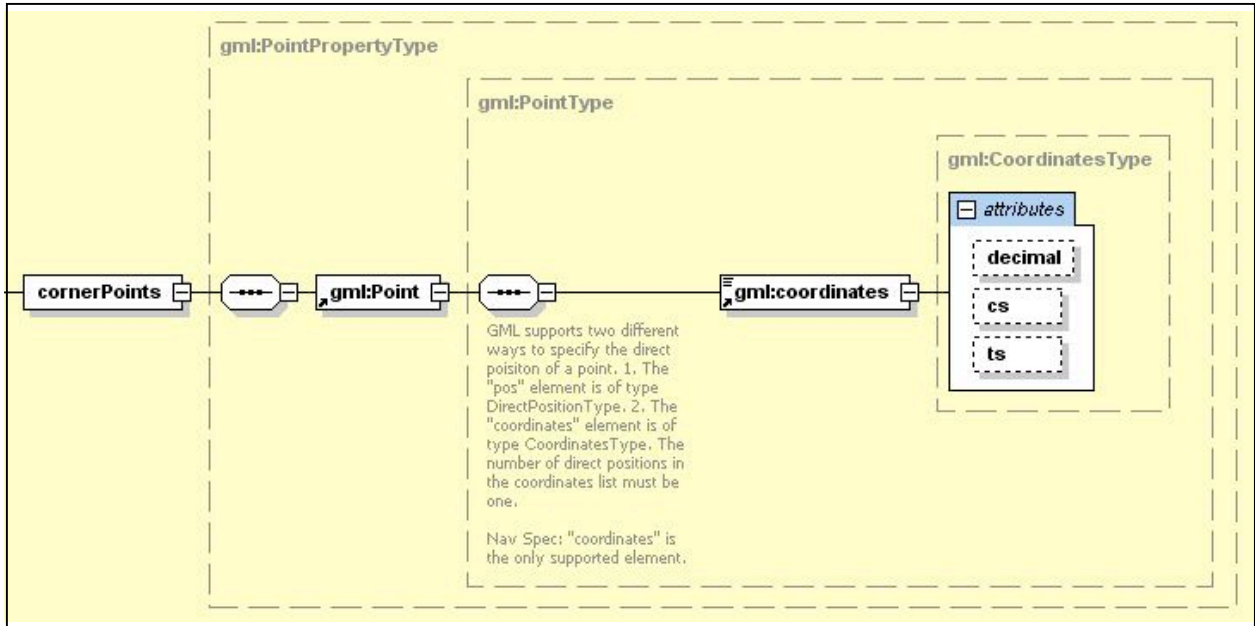 gml:PointPropertyType
gml:PointType
gml:CoordinatesType
attributes
decimal
cornerPoints
gml:Point
gml:coordinates
cs
ts
GML supports two different
ways to specify the direct
poisiton of a point. 1. The
"pos" element is of type
DirectPositionType. 2. The
"coordinates" element is of
type CoordinatesType. The
number of direct positions in
the coordinates list must be
one.
Nav Spec: "coordinates" is
the only supported element.